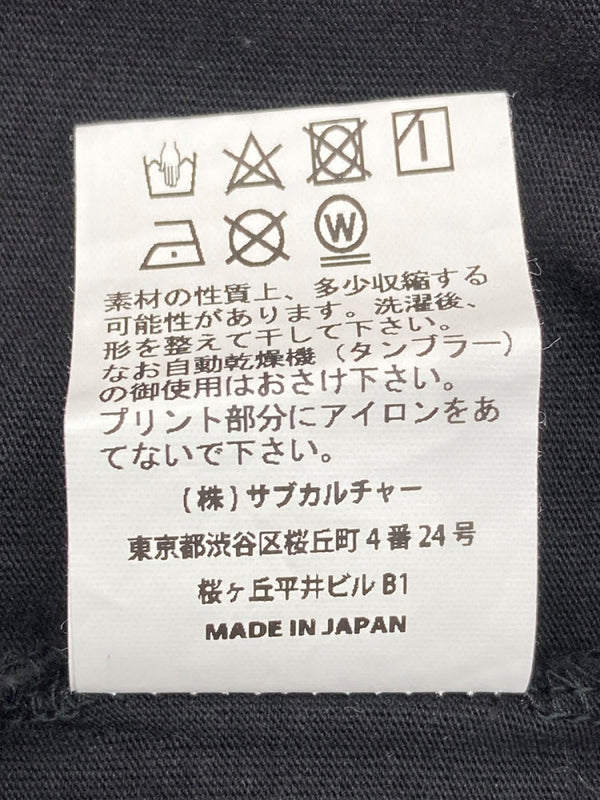 W
素材の性質上、多少収縮する
可能性があります。洗濯後、
形を整えて干して下さい。
なお自動乾燥機（タンブラー）
の御使用はおさけ下さい。
プリント部分にアイロンをあ
てないで下さい。
(株) サブカルチャー
東京都渋谷区桜丘町 4 番 24 号
桜ヶ丘平井ビル B1
MADE IN JAPAN